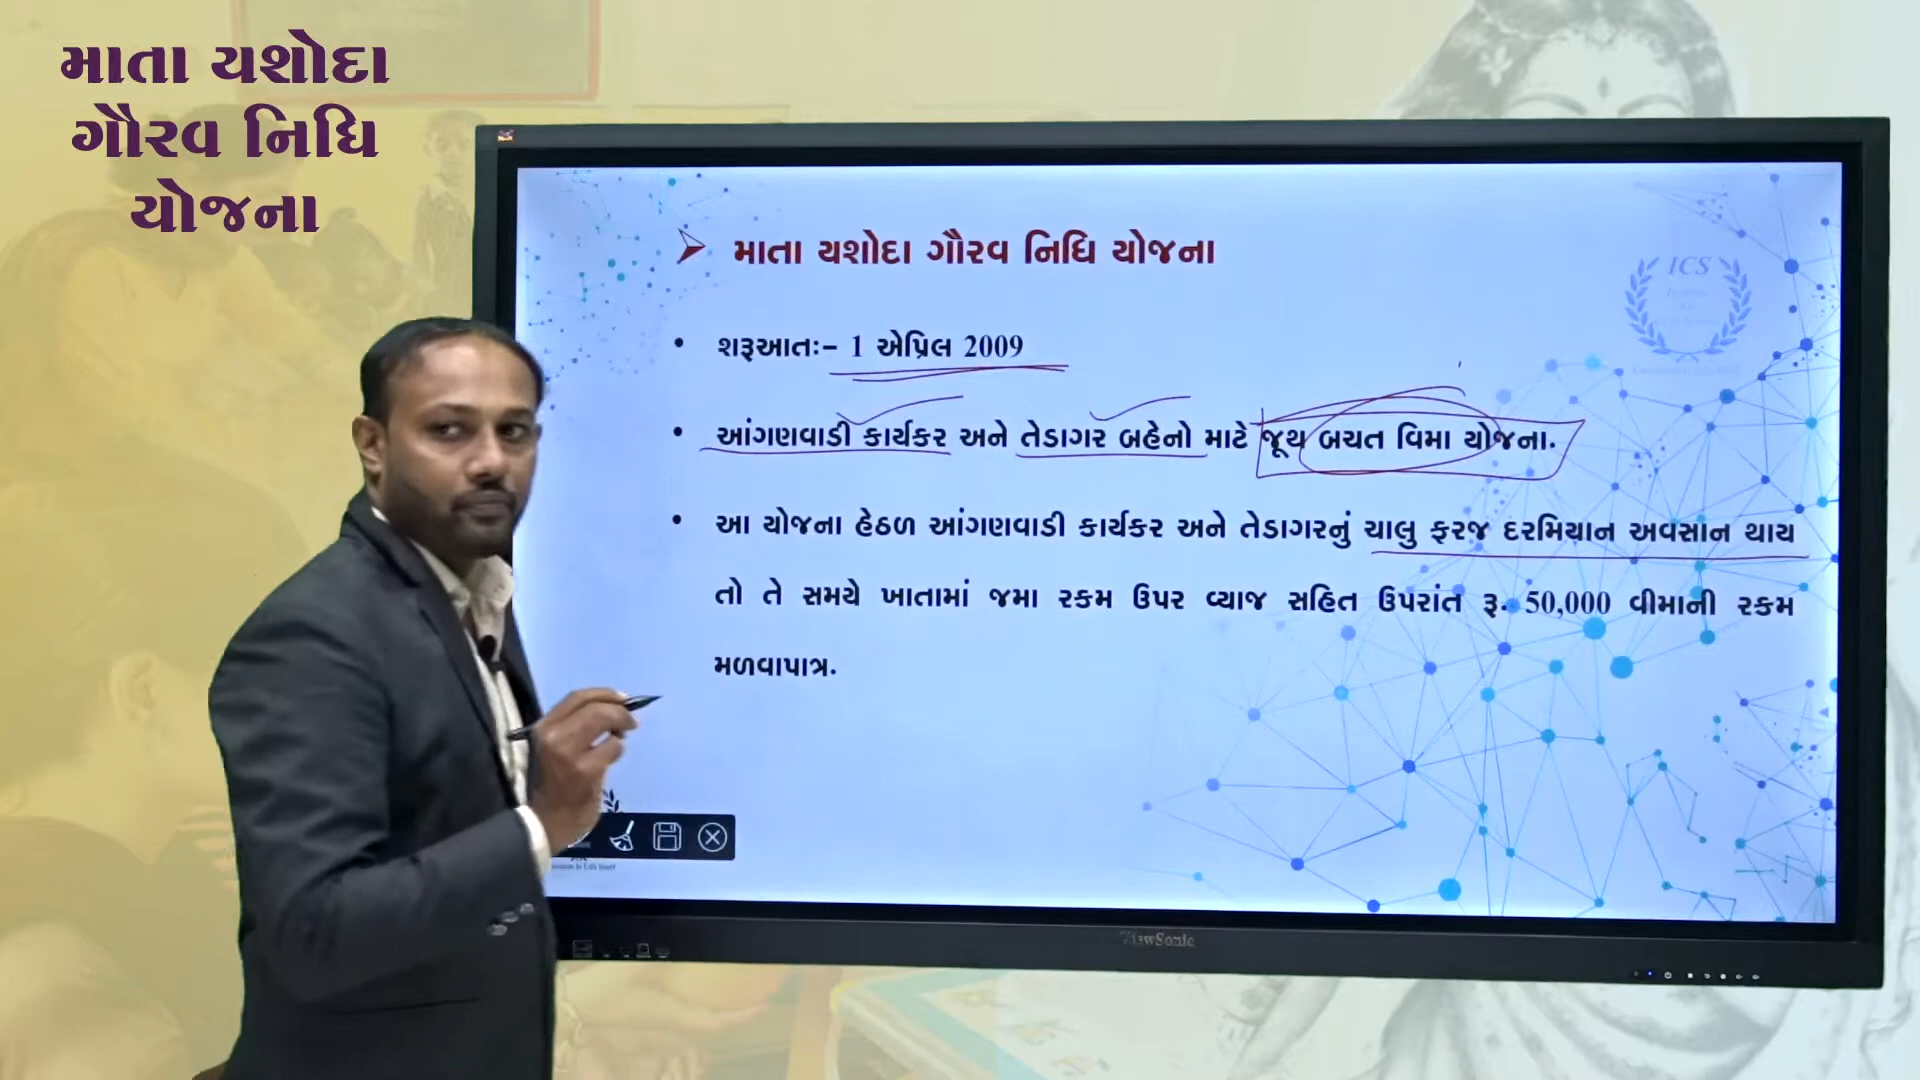 માતા યશોદા
ગૌરવ નિધિ
યોજના
➢ માતા યશોદા ગૌરવ નિધિ યોજના
• શરૂઆતઃ- 1 એપ્રિલ 2009
• આંગણવાડી કાર્યકર અને તેડાગર બહેનો માટે જૂથ બચત વિમા યોજના.
• આ યોજના હેઠળ આંગણવાડી કાર્યકર અને તેડાગરનું ચાલુ ફરજ દરમિયાન અવસાન થાય
તો તે સમયે ખાતામાં જમા રકમ ઉપર વ્યાજ સહિત ઉપરાંત રૂ. 50,000 વીમાની રકમ
મળવાપાત્ર.
ICS
ViewSonic